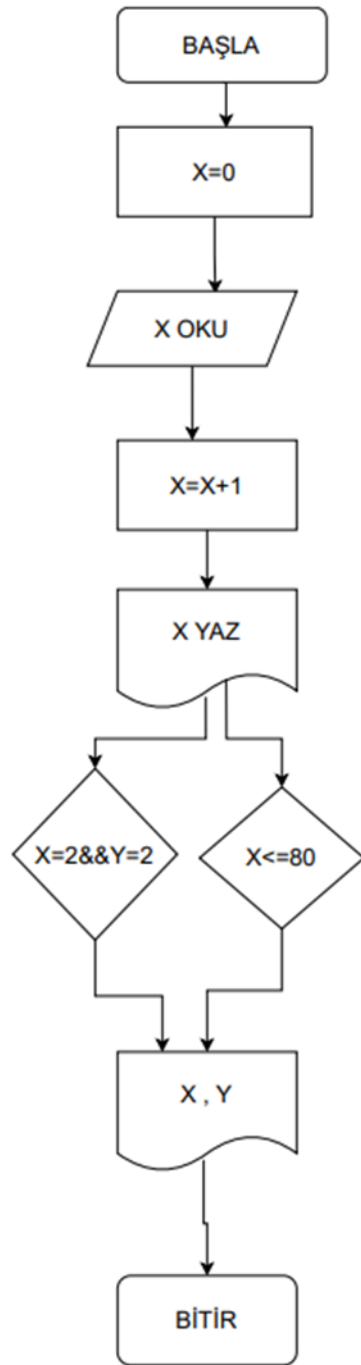 BAŞLA
X=0
X OKU
X=X+1
X YAZ
X=2&&Y=2
X<=80
X , Y
BİTİR